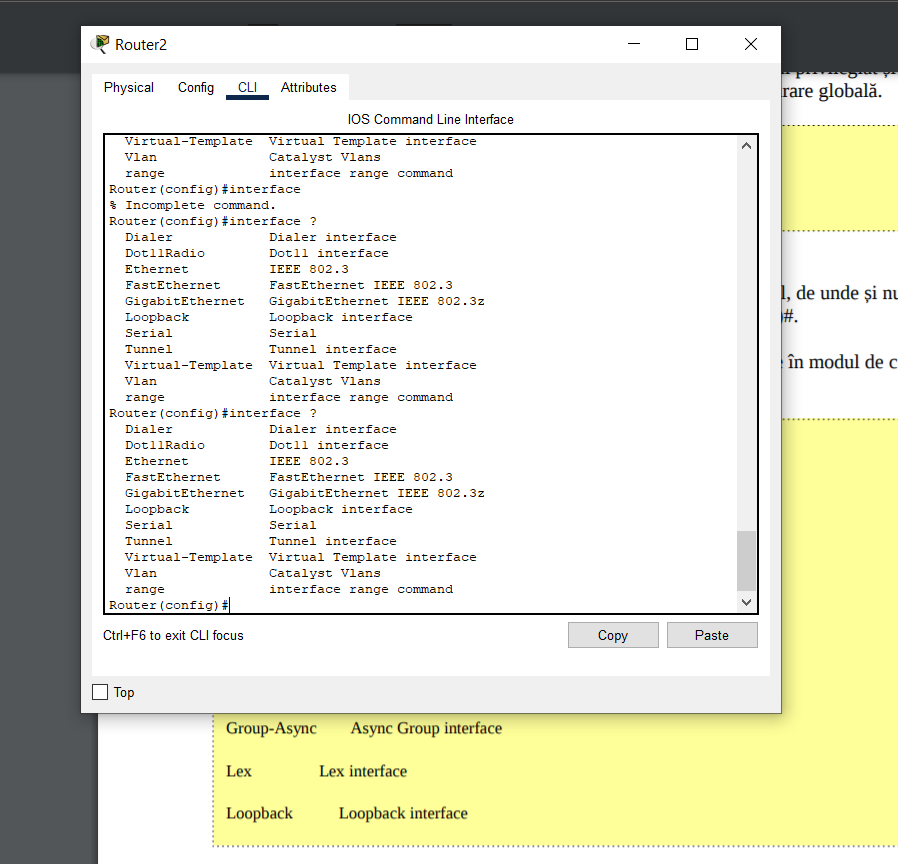 Router2
Physical Config CLI Attributes
IOS Command Line Interface
Virtual-Template Virtual Template interface
Vlan Catalyst Vlans
range interface range command
Router(config)#interface
% Incomplete command.
Router(config)#interface ?
Dialer Dialer interface
Dot11Radio Dot11 interface
Ethernet IEEE 802.3
FastEthernet FastEthernet IEEE 802.3
GigabitEthernet GigabitEthernet IEEE 802.3z
Loopback Loopback interface
Serial Serial
Tunnel Tunnel interface
Virtual-Template Virtual Template interface
Vlan Catalyst Vlans
range interface range command
Router(config)#interface ?
Dialer Dialer interface
Dot11Radio Dot11 interface
Ethernet IEEE 802.3
FastEthernet FastEthernet IEEE 802.3
GigabitEthernet GigabitEthernet IEEE 802.3z
Loopback Loopback interface
Serial Serial
Tunnel Tunnel interface
Virtual-Template Virtual Template interface
Vlan Catalyst Vlans
range interface range command
Router(config)#
Ctrl+F6 to exit CLI focus
Copy Paste
Top
rare globală.
l, de unde și nu
)#.
în modul de c
Group-Async Async Group interface
Lex Lex interface
Loopback Loopback interface